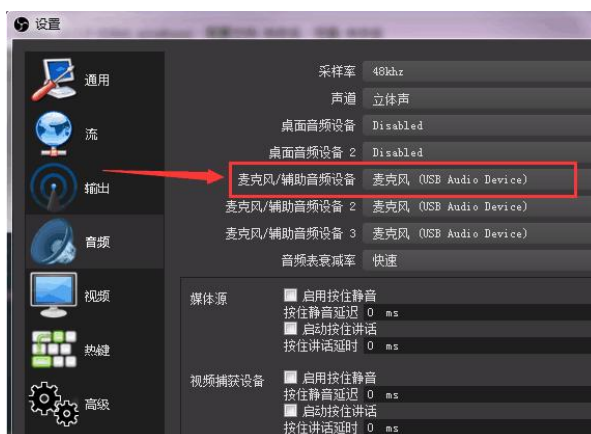 设置
通用
流
输出
音频
视频
热键
高级
采样率 48khz
声道 立体声
桌面音频设备 Disabled
桌面音频设备 2 Disabled
麦克风/辅助音频设备 麦克风 (USB Audio Device)
麦克风/辅助音频设备 2 麦克风 (USB Audio Device)
麦克风/辅助音频设备 3 麦克风 (USB Audio Device)
音频表衰减率 快速
媒体源 启用按住静音
按住静音延迟 0 ms
启动按住讲话
按住讲话延时 0 ms
视频捕获设备 启用按住静音
按住静音延迟 0 ms
启动按住讲话
按住讲话延时 0 ms